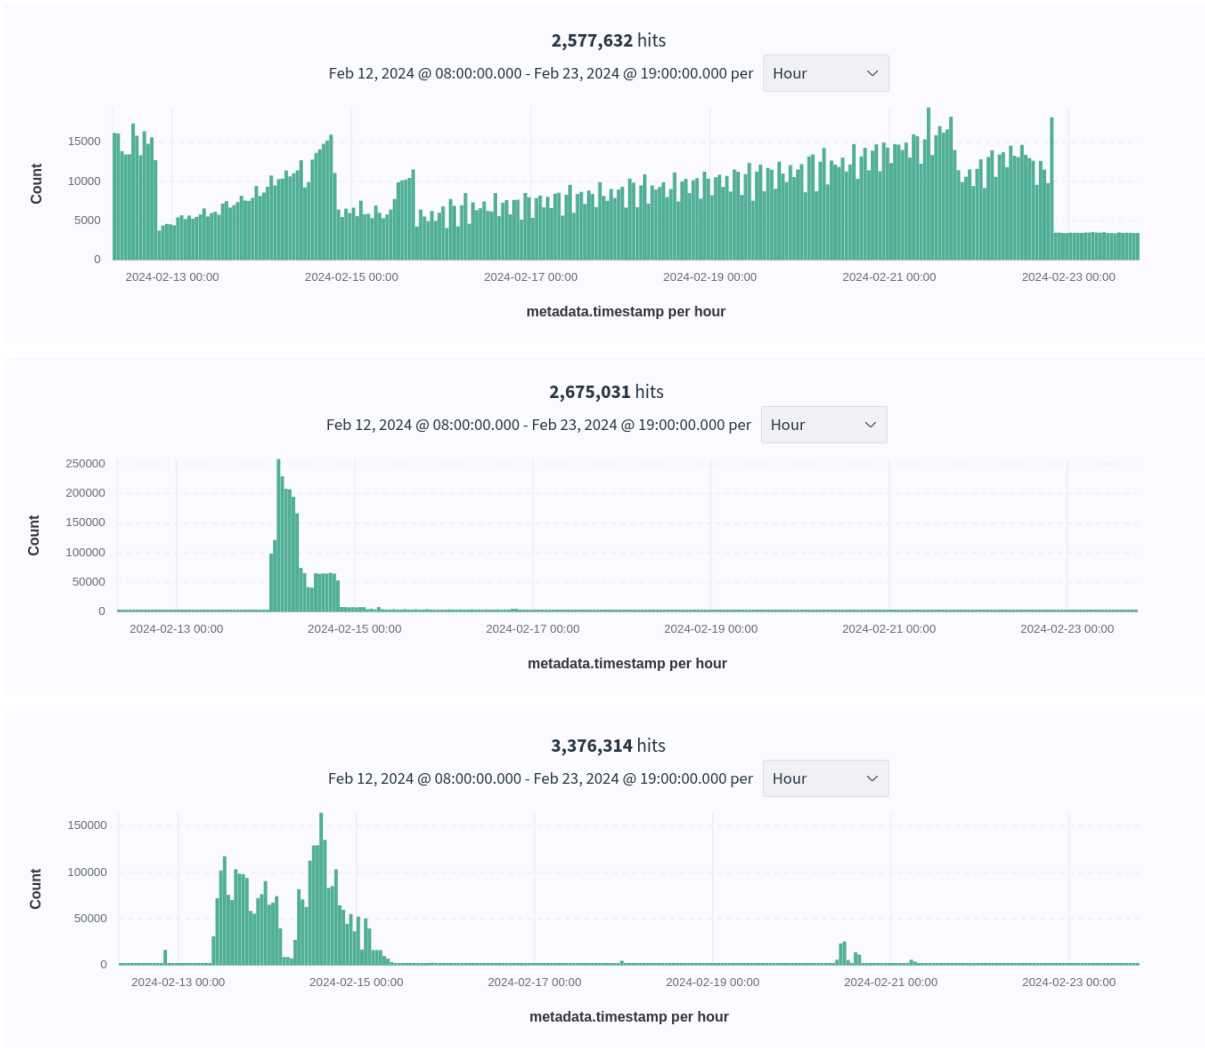 2,577,632 hits
Feb 12, 2024 @ 08:00:00.000 - Feb 23, 2024 @ 19:00:00.000 per Hour
15000
10000
5000
0
Count
2024-02-13 00:00 2024-02-15 00:00 2024-02-17 00:00 2024-02-19 00:00 2024-02-21 00:00 2024-02-23 00:00
metadata.timestamp per hour
2,675,031 hits
Feb 12, 2024 @ 08:00:00.000 - Feb 23, 2024 @ 19:00:00.000 per Hour
250000
200000
150000
100000
50000
0
Count
2024-02-13 00:00 2024-02-15 00:00 2024-02-17 00:00 2024-02-19 00:00 2024-02-21 00:00 2024-02-23 00:00
metadata.timestamp per hour
3,376,314 hits
Feb 12, 2024 @ 08:00:00.000 - Feb 23, 2024 @ 19:00:00.000 per Hour
150000
100000
50000
0
Count
2024-02-13 00:00 2024-02-15 00:00 2024-02-17 00:00 2024-02-19 00:00 2024-02-21 00:00 2024-02-23 00:00
metadata.timestamp per hour